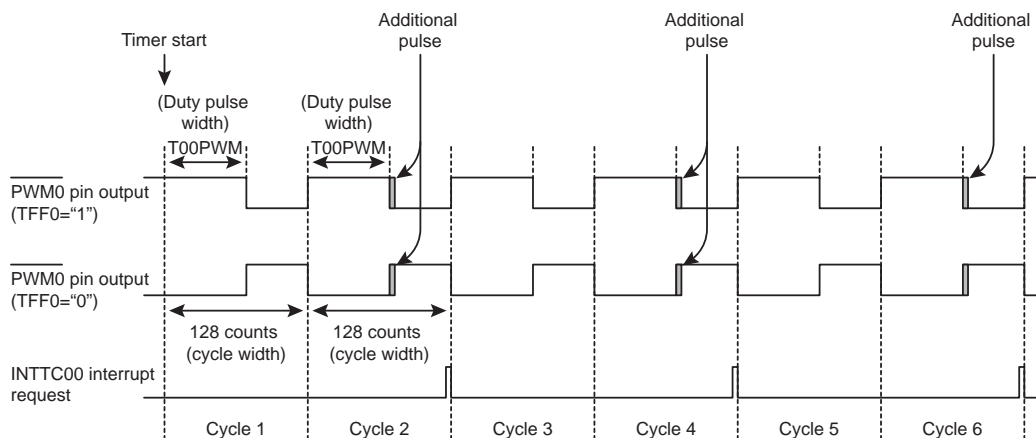 Additional
pulse
Additional
pulse
Additional
pulse
Timer start
(Duty pulse
width)
T00PWM
(Duty pulse
width)
T00PWM
PWM0 pin output
(TFF0=“1”)
PWM0 pin output
(TFF0=“0”)
128 counts
(cycle width)
128 counts
(cycle width)
INTTC00 interrupt
request
Cycle 1
Cycle 2
Cycle 3
Cycle 4
Cycle 5
Cycle 6